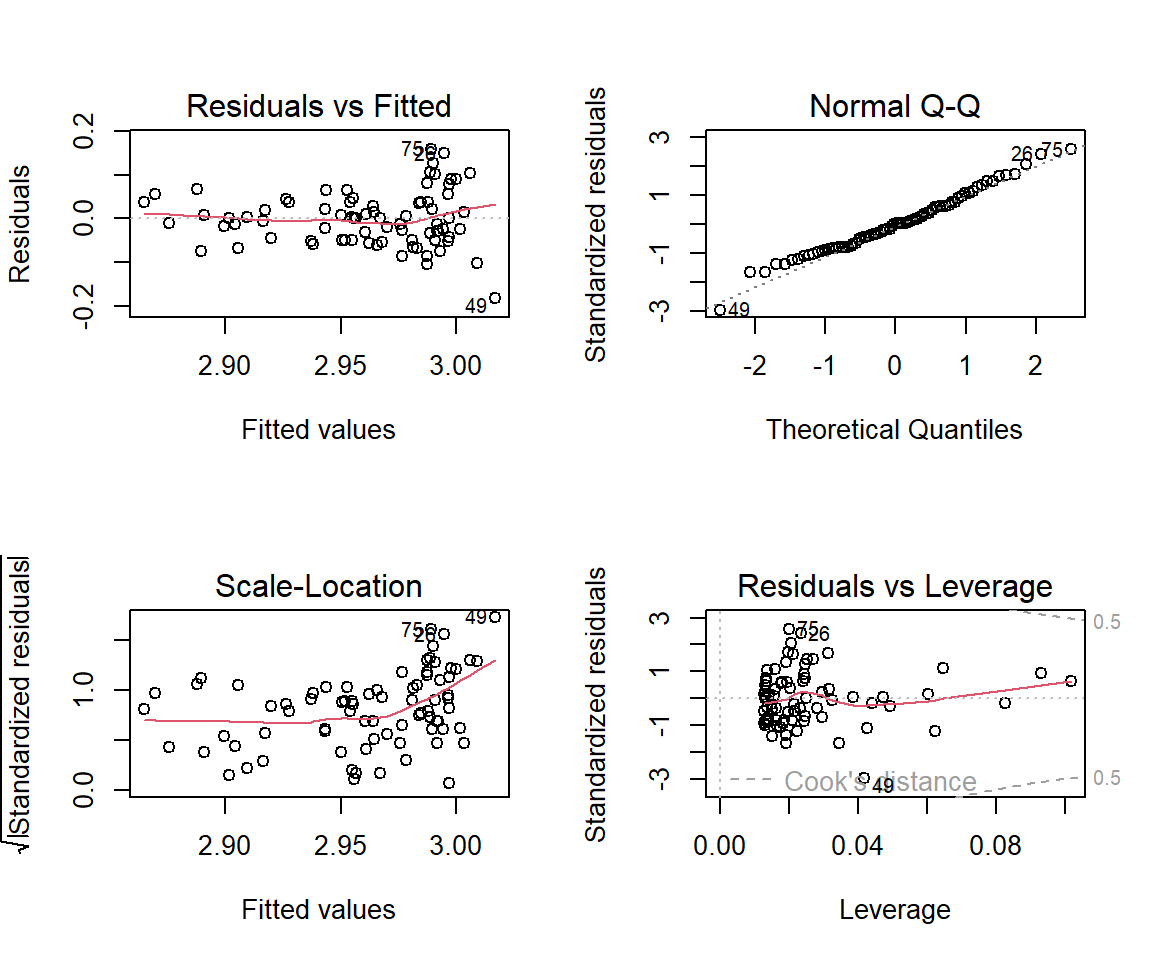 Residuals vs Fitted
Residuals
0.2
0.0
-0.2
75
26
49
2.90 2.95 3.00
Fitted values
Normal Q-Q
Standardized residuals
3
1
-1
-3
26 75
49
-2 -1 0 1 2
Theoretical Quantiles
Scale-Location
√|Standardized residuals|
1.0
0.0
49
75
26
2.90 2.95 3.00
Fitted values
Residuals vs Leverage
Standardized residuals
3
1
-1
-3
75
26
0.5
0.5
Cook's distance
49
0.00 0.04 0.08
Leverage